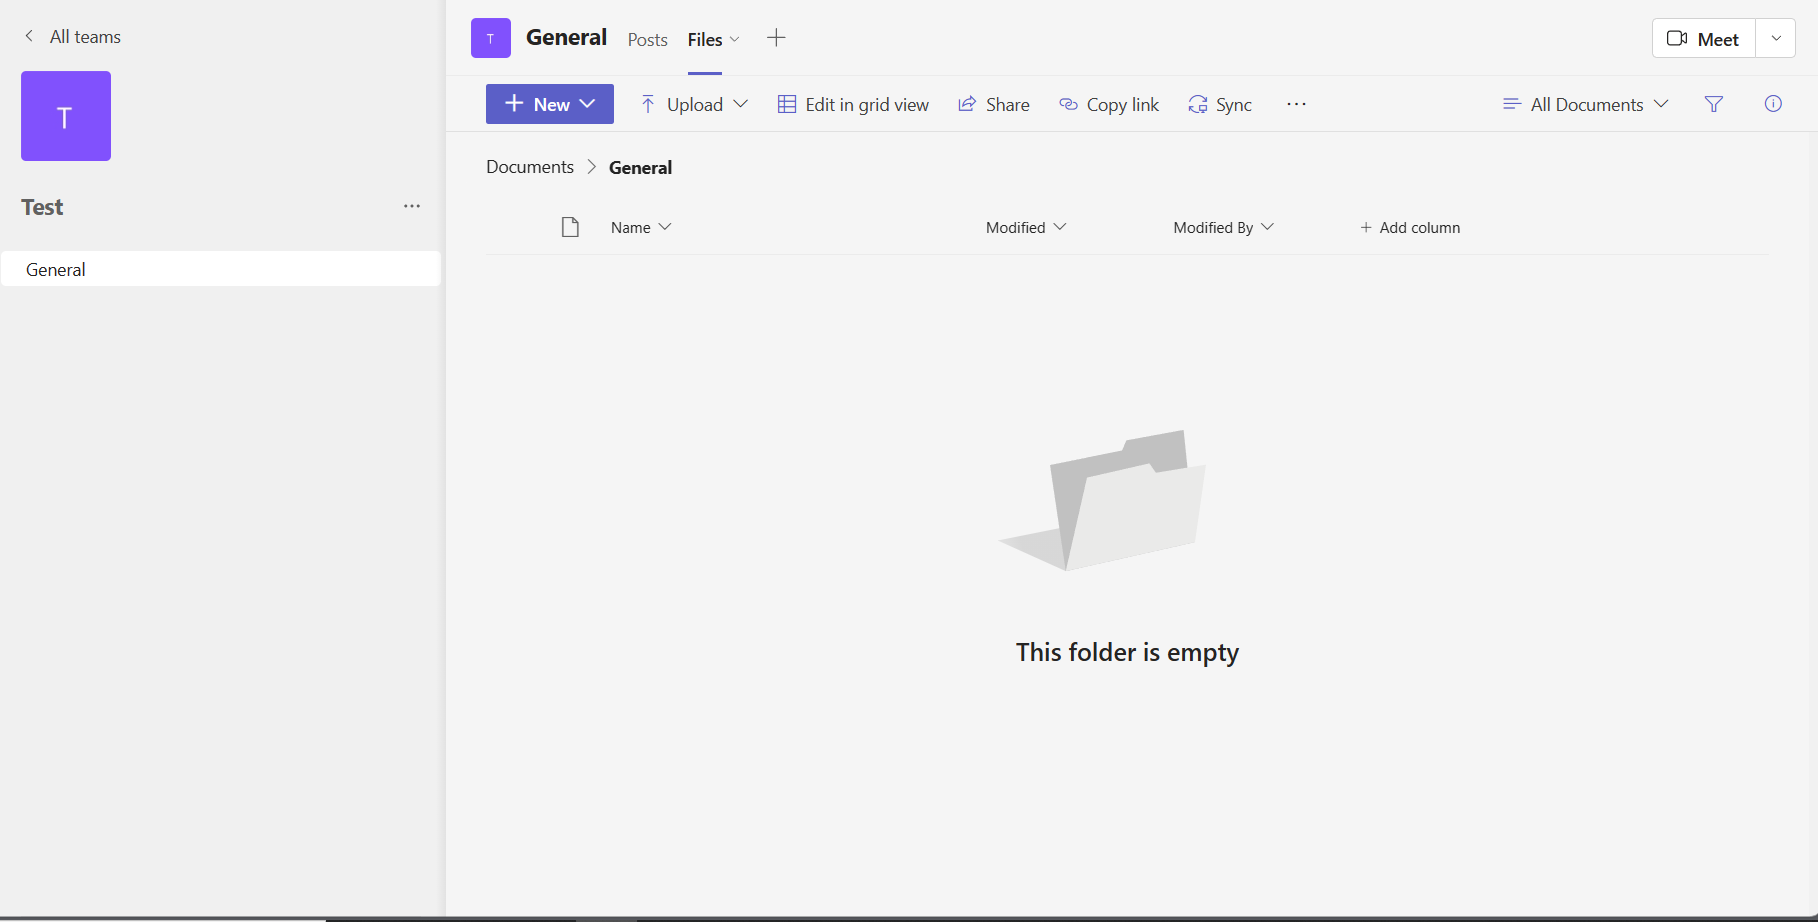 All teams
T
Test
General
T
General Posts Files
Meet
New Upload Edit in grid view Share Copy link Sync All Documents
Documents General
Name Modified Modified By Add column
This folder is empty